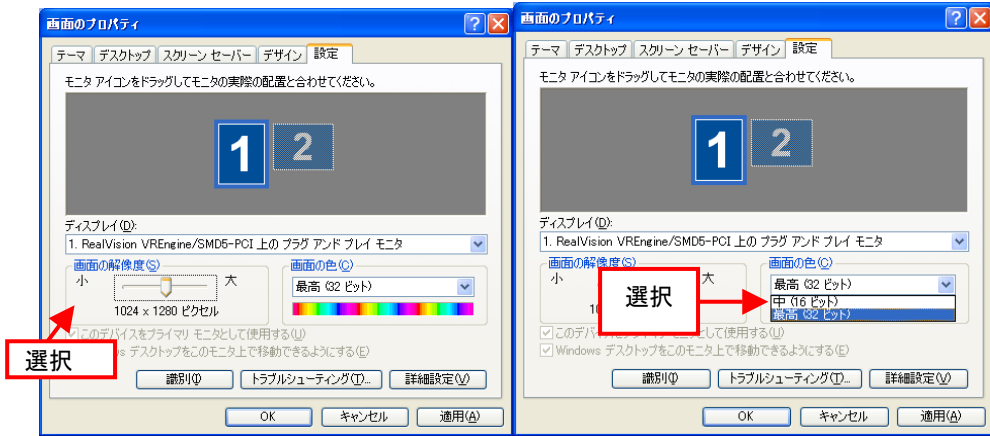 画面のプロパティ
テーマ デスクトップ スクリーン セーバー デザイン 設定
モニタ アイコンをドラッグしてモニタの実際の配置と合わせてください。
1 2
ディスプレイ(D):
1. RealVision VREngine/SMD5-PCI 上の プラグ アンド プレイ モニタ
画面の解像度(S) 画面の色(C)
小 大 最高 (32 ビット)
1024 x 1280 ピクセル
このデバイスをプライマリ モニタとして使用する(U)
s デスクトップをこのモニタ上で移動できるようにする(E)
選択
識別(I) トラブルシューティング(T)... 詳細設定(V)
OK キャンセル 適用(A)
画面のプロパティ
テーマ デスクトップ スクリーン セーバー デザイン 設定
モニタ アイコンをドラッグしてモニタの実際の配置と合わせてください。
1 2
ディスプレイ(D):
1. RealVision VREngine/SMD5-PCI 上の プラグ アンド プレイ モニタ
画面の解像度(S) 画面の色(C)
選択 大 最高 (32 ビット)
中 (16 ビット)
10 最高 (32 ビット)
このデバイスをプライマリ モニタとして使用する(U)
Windows デスクトップをこのモニタ上で移動できるようにする(E)
識別(I) トラブルシューティング(T)... 詳細設定(V)
OK キャンセル 適用(A)